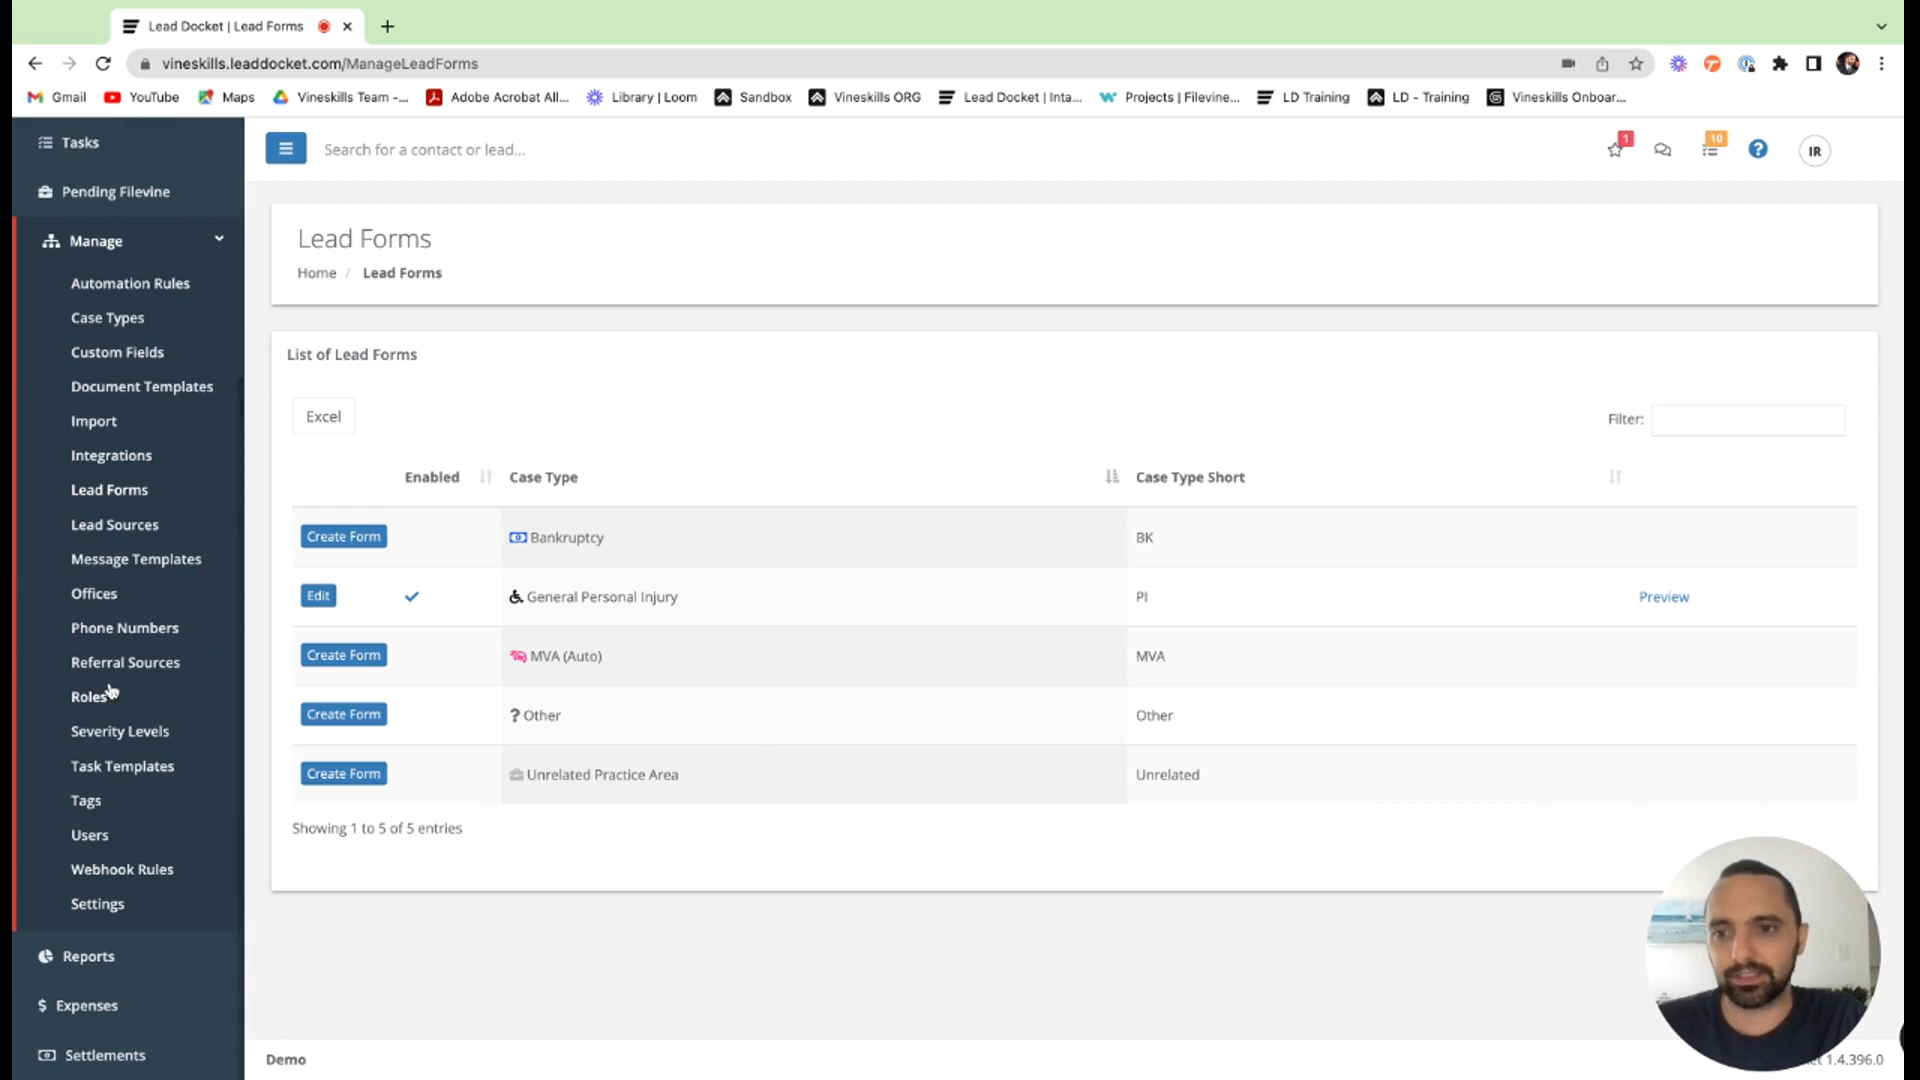 Lead Docket | Lead Forms
vineskills.leaddocket.com/ManageLeadForms
Gmail YouTube Maps Vineskills Team -... Adobe Acrobat All... Library | Loom Sandbox Vineskills ORG Lead Docket | Inta... Projects | Filevine... LD Training LD - Training Vineskills Onboar...
Tasks
Pending Filevine
Manage
Automation Rules
Case Types
Custom Fields
Document Templates
Import
Integrations
Lead Forms
Lead Sources
Message Templates
Offices
Phone Numbers
Referral Sources
Roles
Severity Levels
Task Templates
Tags
Users
Webhook Rules
Settings
Reports
$ Expenses
Settlements
Search for a contact or lead...
1 10 ? IR
Lead Forms
Home / Lead Forms
List of Lead Forms
Excel
Filter:
Enabled Case Type Case Type Short
Create Form Bankruptcy BK
Edit General Personal Injury PI Preview
Create Form MVA (Auto) MVA
Create Form ? Other Other
Create Form Unrelated Practice Area Unrelated
Showing 1 to 5 of 5 entries
Demo
1.4.396.0